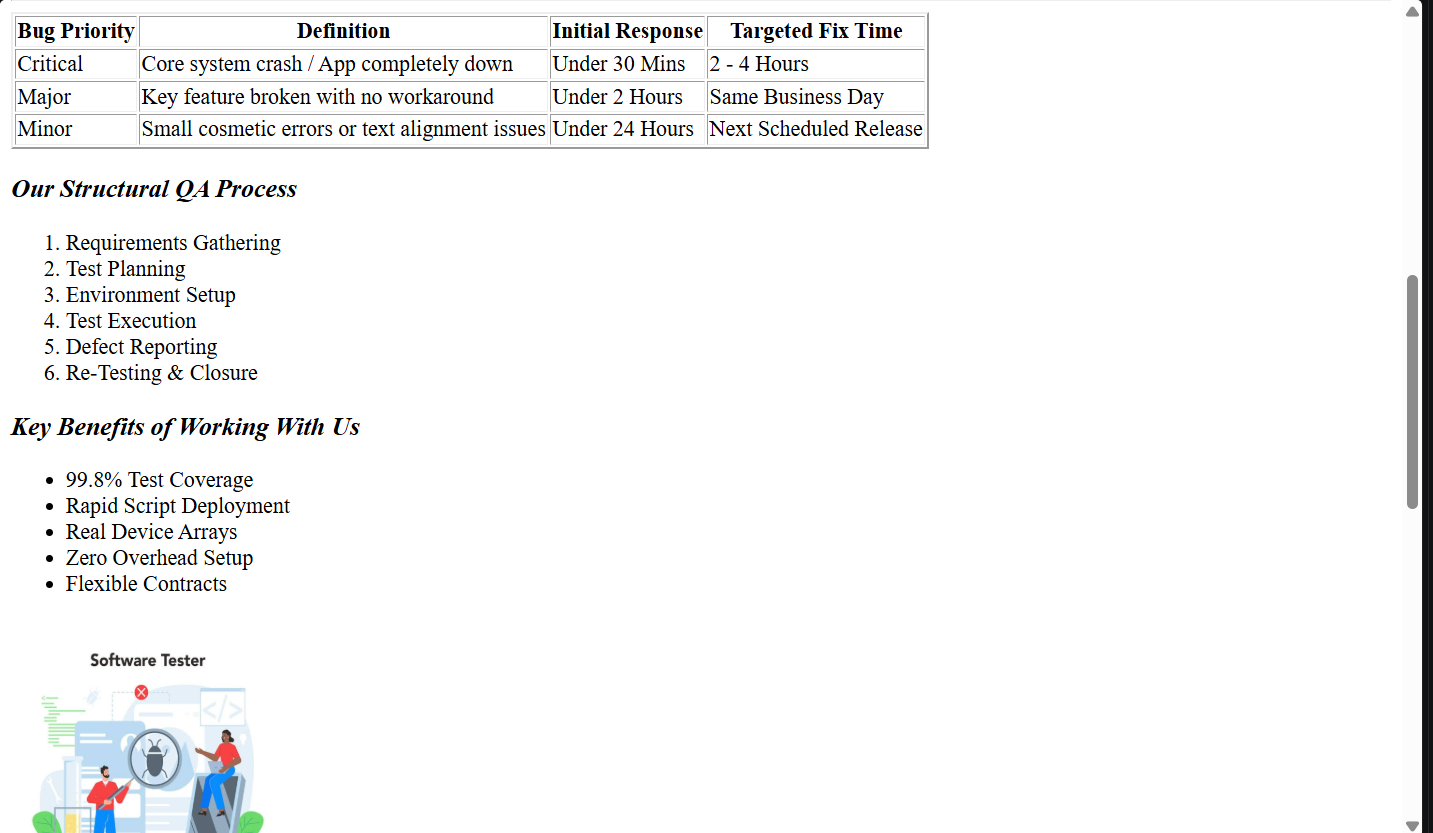 Bug Priority Definition Initial Response Targeted Fix Time
Critical Core system crash / App completely down Under 30 Mins 2 - 4 Hours
Major Key feature broken with no workaround Under 2 Hours Same Business Day
Minor Small cosmetic errors or text alignment issues Under 24 Hours Next Scheduled Release
Our Structural QA Process
1. Requirements Gathering
2. Test Planning
3. Environment Setup
4. Test Execution
5. Defect Reporting
6. Re-Testing & Closure
Key Benefits of Working With Us
• 99.8% Test Coverage
• Rapid Script Deployment
• Real Device Arrays
• Zero Overhead Setup
• Flexible Contracts
Software Tester
</>